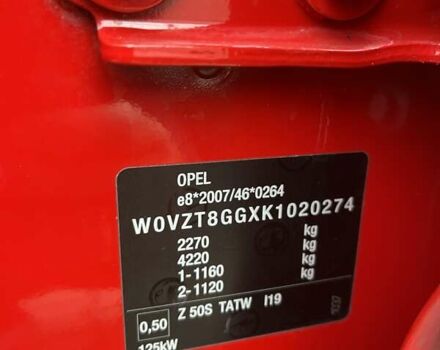 OPEL
e8*2007/46*0264
W0VZT8GGXK1020274
2270 kg
4220 kg
1-1160 kg
2-1120 kg
0,50 Z 50S TATW I19
125kW